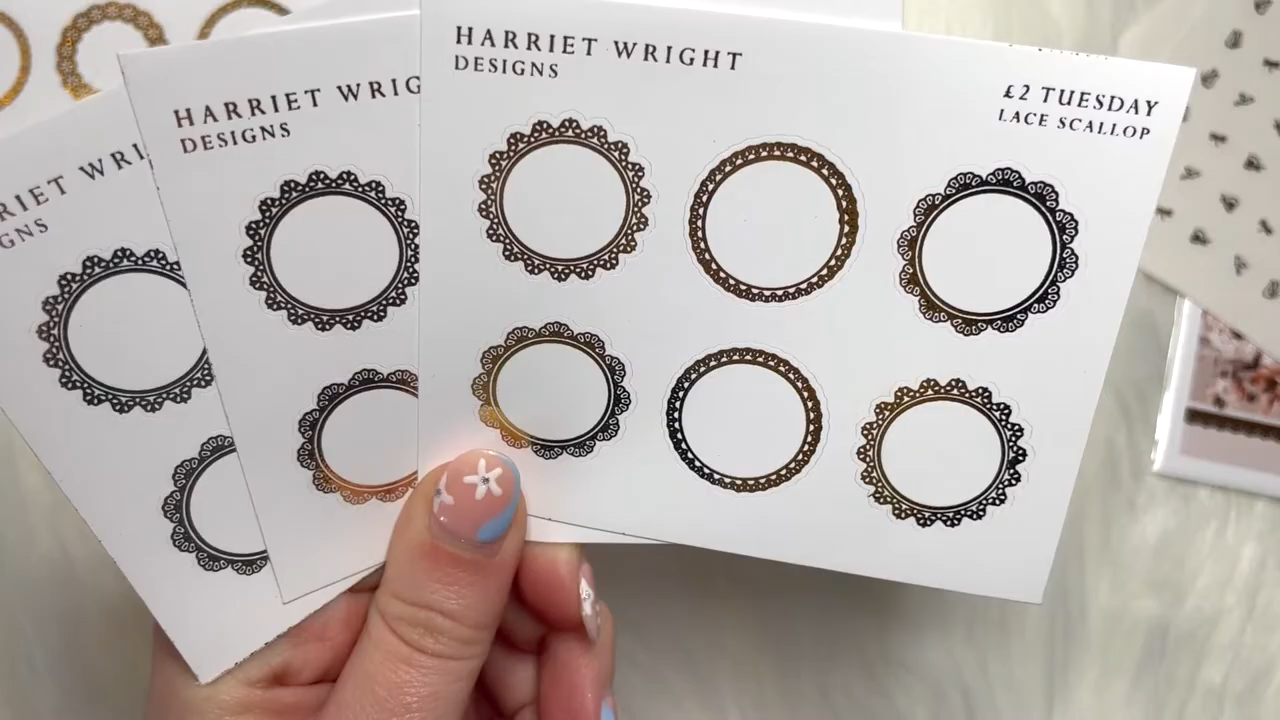 HARRIET WRIGHT
DESIGNS
£2 TUESDAY
LACE SCALLOP
HARRIET WRIG
DESIGNS
RIET WRI
GNS